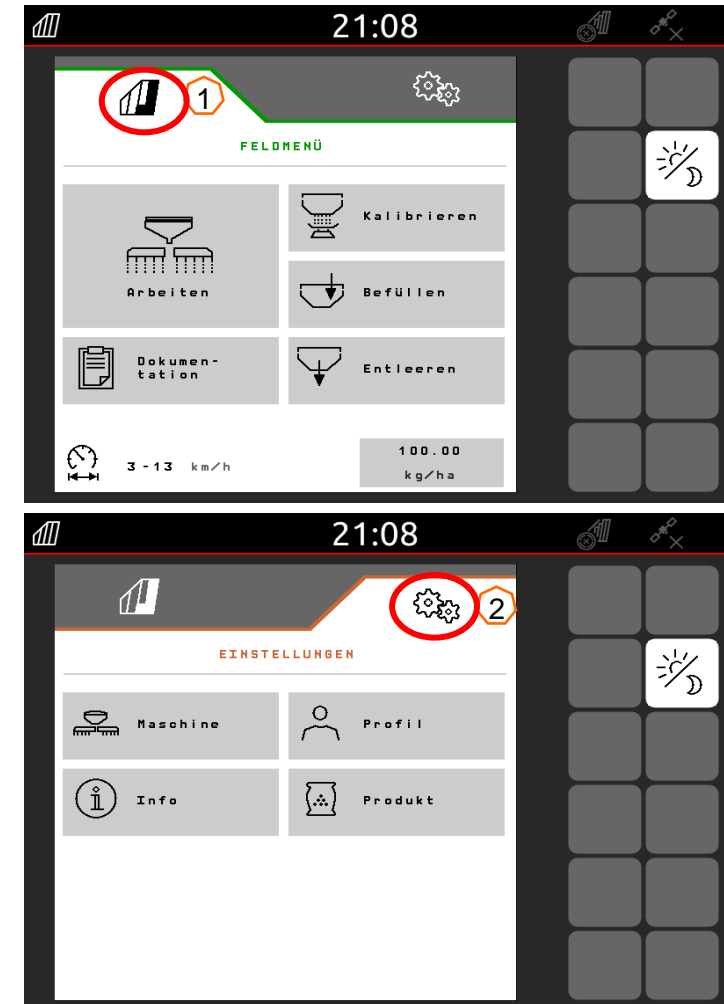 21:08
1
FELDMENÜ
Arbeiten
Kalibrieren
Befüllen
Dokumen-
tation
Entleeren
3-13 km/h
100.00
kg/ha
21:08
2
EINSTELLUNGEN
Maschine
Profil
Info
Produkt